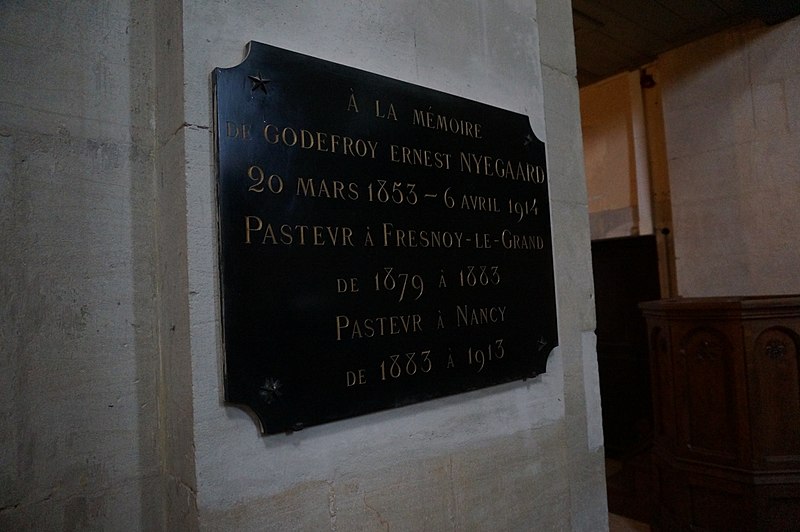 À LA MÉMOIRE
DE GODEFROY ERNEST NYEGAARD
20 MARS 1853 – 6 AVRIL 1914
PASTEVR À FRESNOY-LE-GRAND
DE 1879 À 1883
PASTEVR À NANCY
DE 1883 À 1913